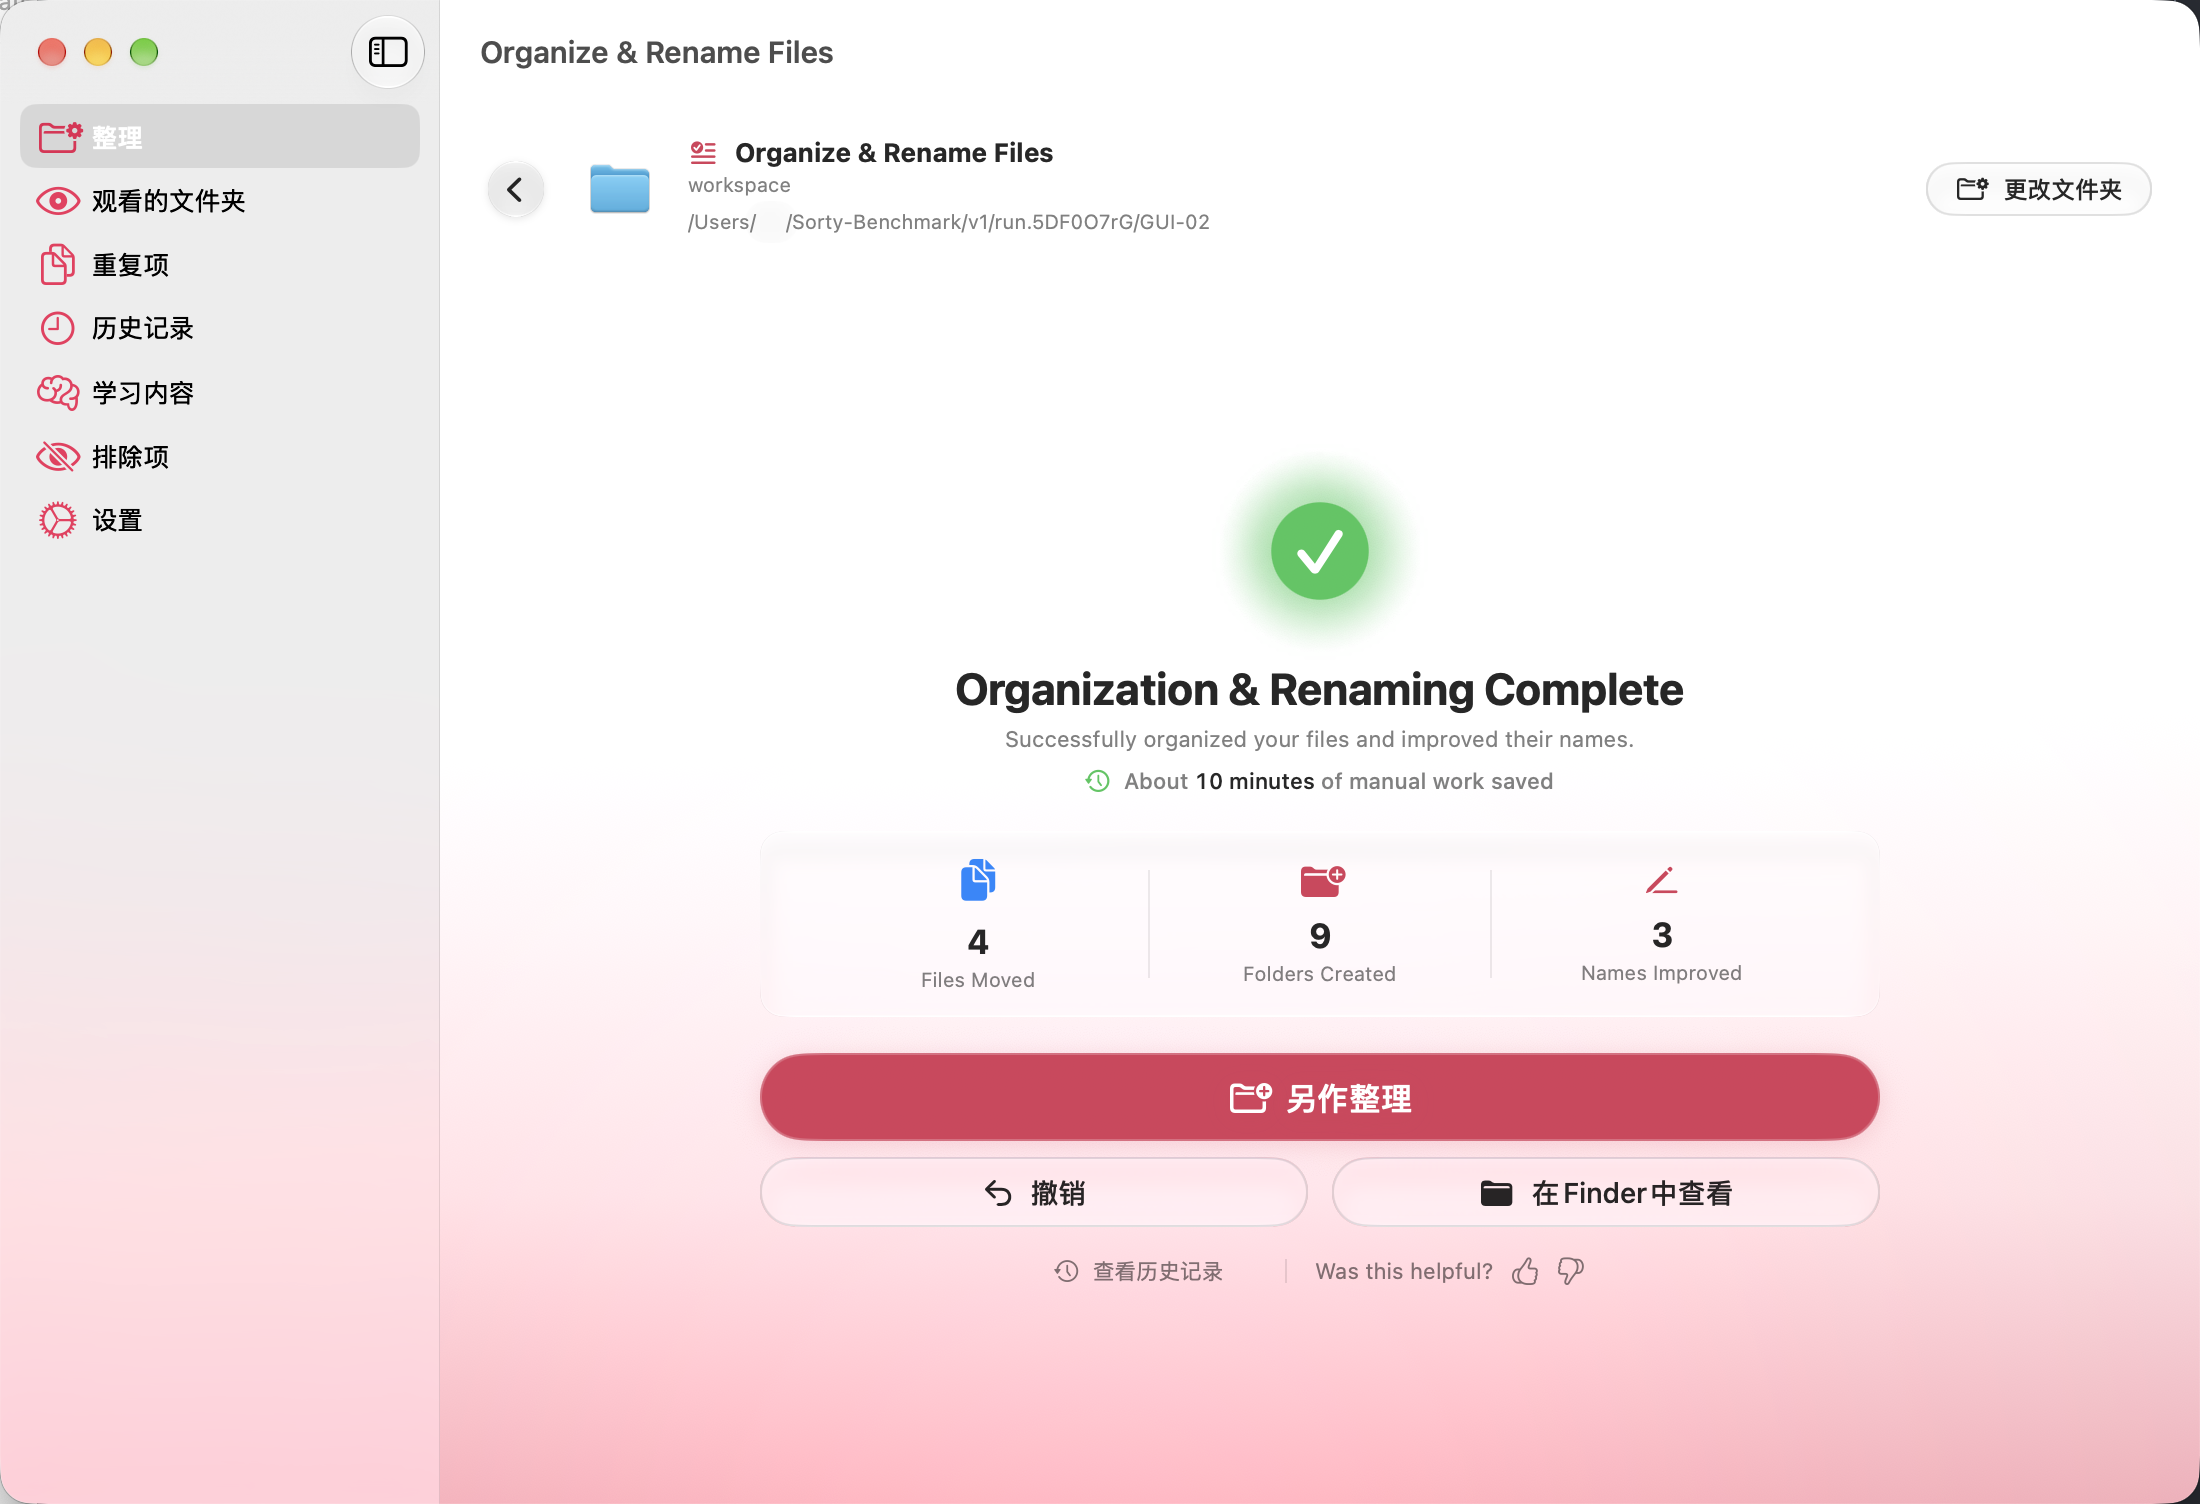 Organize & Rename Files
整理
观看的文件夹
重复项
历史记录
学习内容
排除项
设置
Organize & Rename Files
workspace
/Users/ /Sorty-Benchmark/v1/run.5DF0O7rG/GUI-02
更改文件夹
Organization & Renaming Complete
Successfully organized your files and improved their names.
About 10 minutes of manual work saved
4
Files Moved
9
Folders Created
3
Names Improved
另作整理
撤销
在Finder中查看
查看历史记录
Was this helpful?